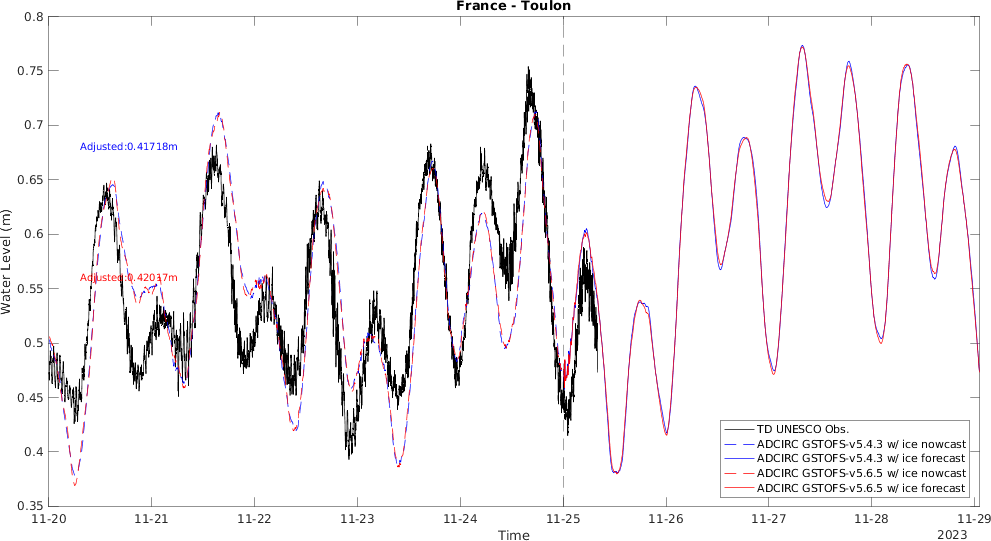 France - Toulon
0.8
0.75
0.7
0.65
0.6
0.55
0.5
0.45
0.4
0.35
Water Level (m)
Adjusted:0.41718m
Adjusted:0.42017m
TD UNESCO Obs.
ADCIRC GSTOFS-v5.4.3 w/ ice nowcast
ADCIRC GSTOFS-v5.4.3 w/ ice forecast
ADCIRC GSTOFS-v5.6.5 w/ ice nowcast
ADCIRC GSTOFS-v5.6.5 w/ ice forecast
11-20 11-21 11-22 11-23 11-24 11-25 11-26 11-27 11-28 11-29
Time
2023